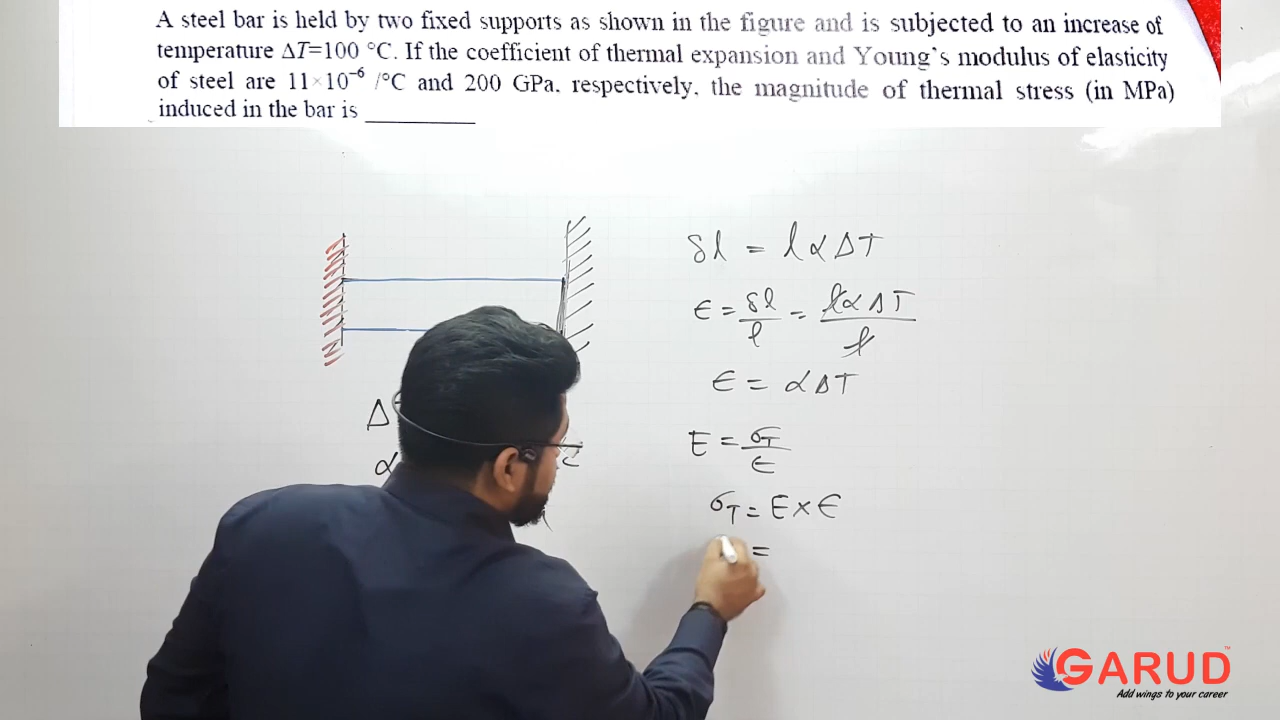 A steel bar is held by two fixed supports as shown in the figure and is subjected to an increase of
temperature ΔT=100 °C. If the coefficient of thermal expansion and Young`s modulus of elasticity
of steel are 11×10⁻⁶ /°C and 200 GPa, respectively, the magnitude of thermal stress (in MPa)
induced in the bar is __________
δl = lαΔT
ϵ = δl/l = lαΔT/l
ϵ = αΔT
Δ
E = σT/ϵ
α
c
σT = E×ϵ
=
GARUD
Add wings to your career